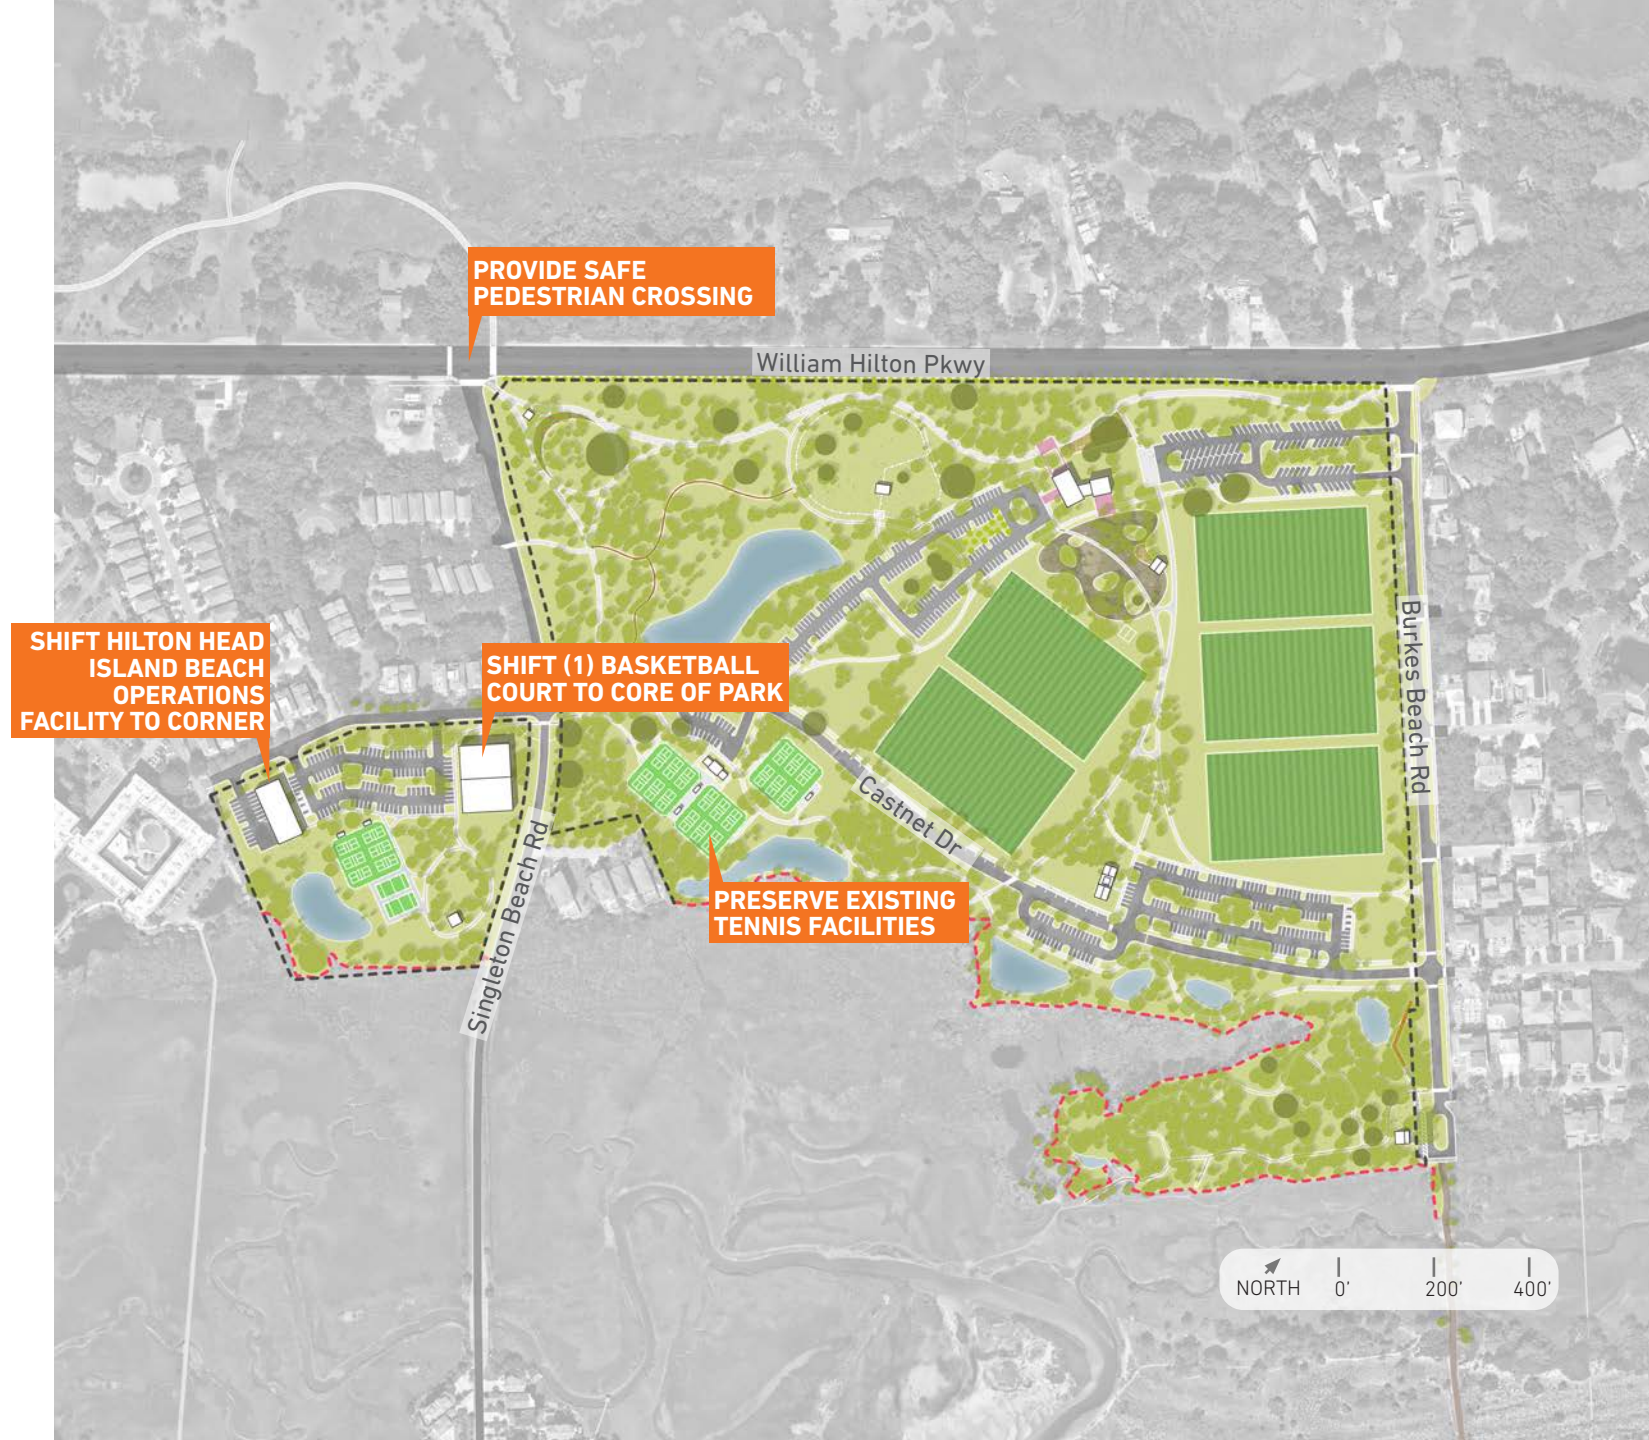 PROVIDE SAFE
PEDESTRIAN CROSSING
William Hilton Pkwy
SHIFT HILTON HEAD
ISLAND BEACH
OPERATIONS
FACILITY TO CORNER
SHIFT (1) BASKETBALL
COURT TO CORE OF PARK
Burkes Beach Rd
Castnet Dr
Singleton Beach Rd
PRESERVE EXISTING
TENNIS FACILITIES
NORTH 0' 200' 400'